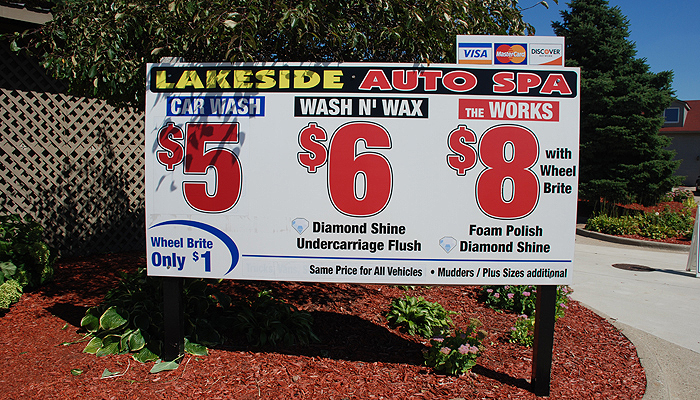 VISA MasterCard DISCOVER
LAKESIDE AUTO SPA
CAR WASH
$5
Wheel Brite
Only $1
WASH N' WAX
$6
Diamond Shine
Undercarriage Flush
THE WORKS
$8
with
Wheel
Brite
Foam Polish
Diamond Shine
Same Price for All Vehicles • Mudders / Plus Sizes additional